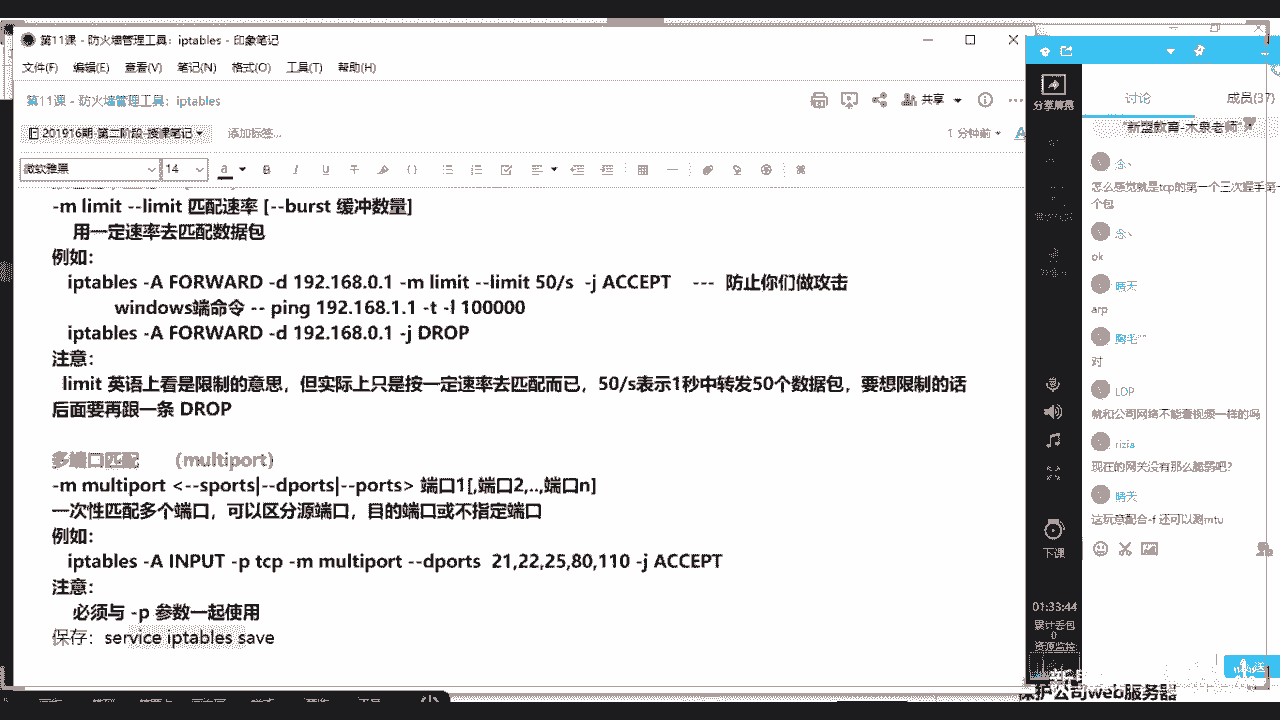 第11课 - 防火墙管理工具：iptables - 印象笔记
文件(F) 编辑(E) 查看(V) 笔记(N) 格式(O) 工具(T) 帮助(H)
第11课 - 防火墙管理工具：iptables
共享
201916期-第二阶段-授课笔记
添加标签...
1 分钟前
微软雅黑 14
-m limit --limit 匹配速率 [--burst 缓冲数量]
用一定速率去匹配数据包
例如：
iptables -A FORWARD -d 192.168.0.1 -m limit --limit 50/s -j ACCEPT --- 防止你们做攻击
windows端命令 -- ping 192.168.1.1 -t -l 100000
iptables -A FORWARD -d 192.168.0.1 -j DROP
注意：
limit 英语上看是限制的意思，但实际上只是按一定速率去匹配而已，50/s表示1秒中转发50个数据包，要想限制的话
后面要再跟一条 DROP
多端口匹配 (multiport)
-m multiport <--sports|--dports|--ports> 端口1[,端口2,..,端口n]
一次性匹配多个端口，可以区分源端口，目的端口或不指定端口
例如：
iptables -A INPUT -p tcp -m multiport --dports 21,22,25,80,110 -j ACCEPT
注意：
必须与 -p 参数一起使用
保存：service iptables save
分享屏幕
下课
01:33:44
累计丢包
0
资源监控
讨论 成员(37)
怎么感觉就是tcp的第一个三次握手第一
个包
ok
晴天
arp
胸毛
对
LDP
就和公司网络不能看视频一样的吗
rizia
现在的网关没有那么脆弱吧?
晴天
这玩意配合-f 还可以测mtu
保护公司web服务器